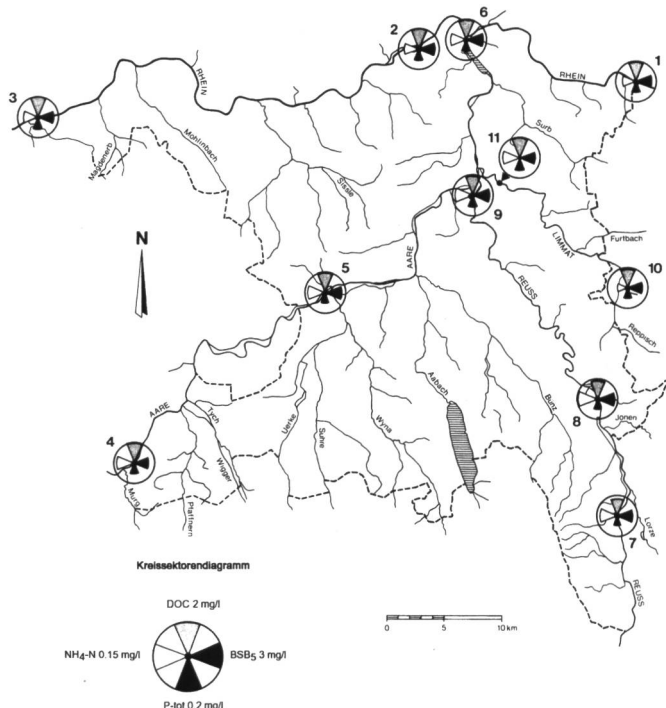 2
6
1
3
RHEIN
RHEIN
Surb
11
Möhlinbach
Magdenerb
Sissle
9
N
AARE
LIMMAT
Furtbach
5
REUSS
10
Reppisch
AARE
Tych
Aabach
Bünz
8
Jonen
4
Uerke
Suhre
Wyna
Wigger
Murg
Pfaffnern
7
Lorze
REUSS
Kreissektorendiagramm
DOC 2 mg/l
0 5 10 km
NH4-N 0.15 mg/l BSB5 3 mg/l
P-tot 0.2 mg/l